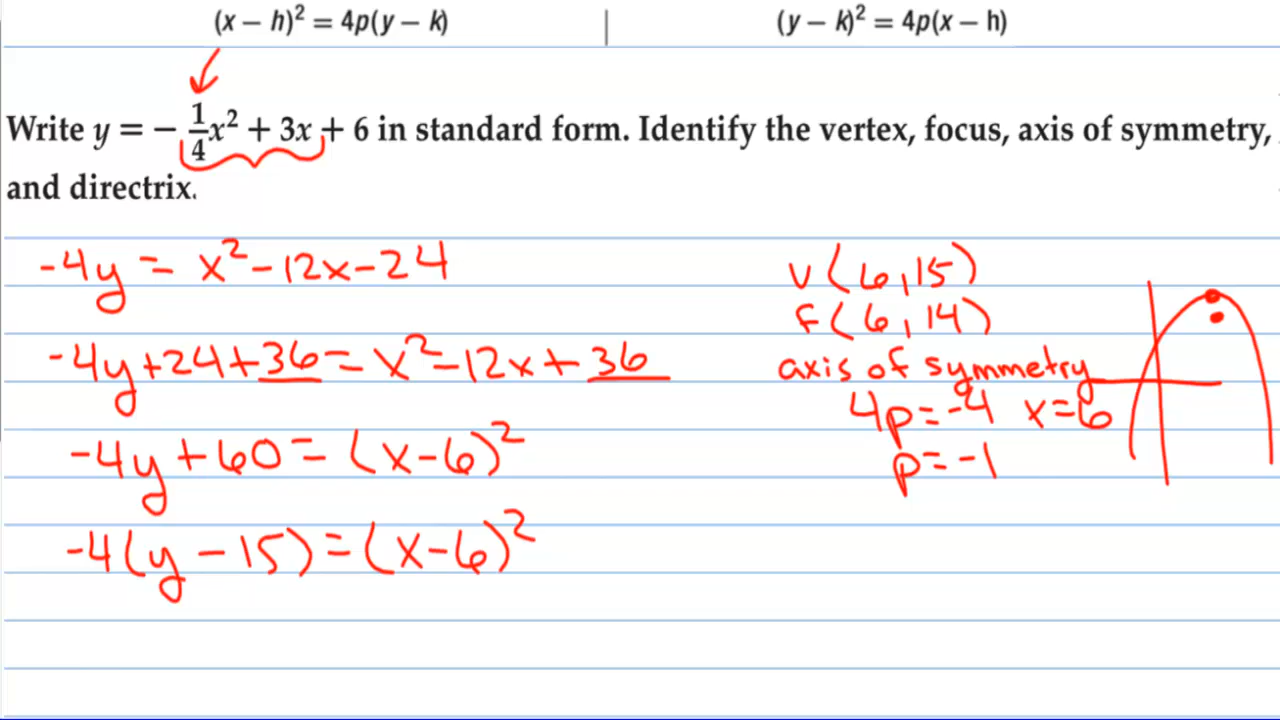 (x – h)² = 4p(y – k) | (y – k)² = 4p(x – h)
Write y = – 1/4 x² + 3x + 6 in standard form. Identify the vertex, focus, axis of symmetry,
and directrix.
-4y = x² - 12x - 24
-4y + 24 + 36 = x² - 12x + 36
-4y + 60 = (x - 6)²
-4(y - 15) = (x - 6)²
V(6, 15)
F(6, 14)
axis of symmetry
4p = -4 x = 6
p = -1